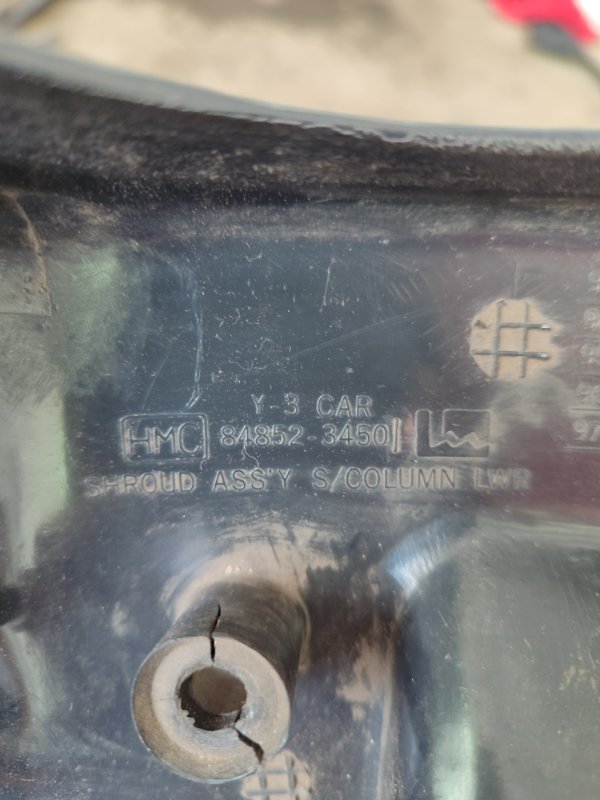 Y-3 CAR
HMC 84852-3450
SHROUD ASS'Y S/COLUMN LWR